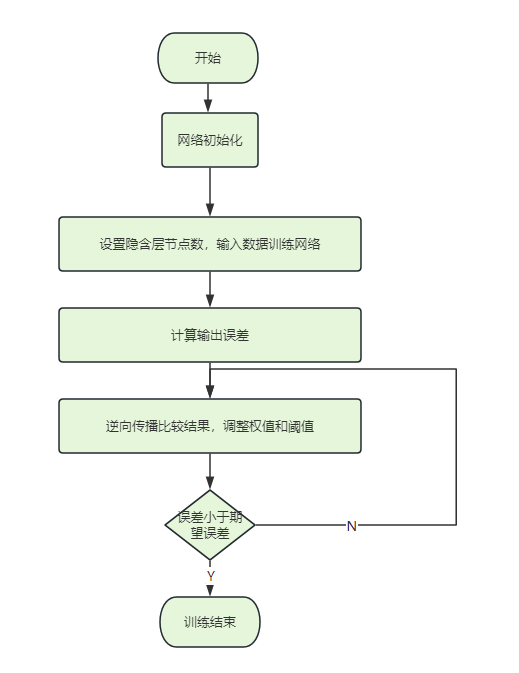 开始
网络初始化
设置隐含层节点数，输入数据训练网络
计算输出误差
逆向传播比较结果，调整权值和阈值
误差小于期
望误差
N
Y
训练结束